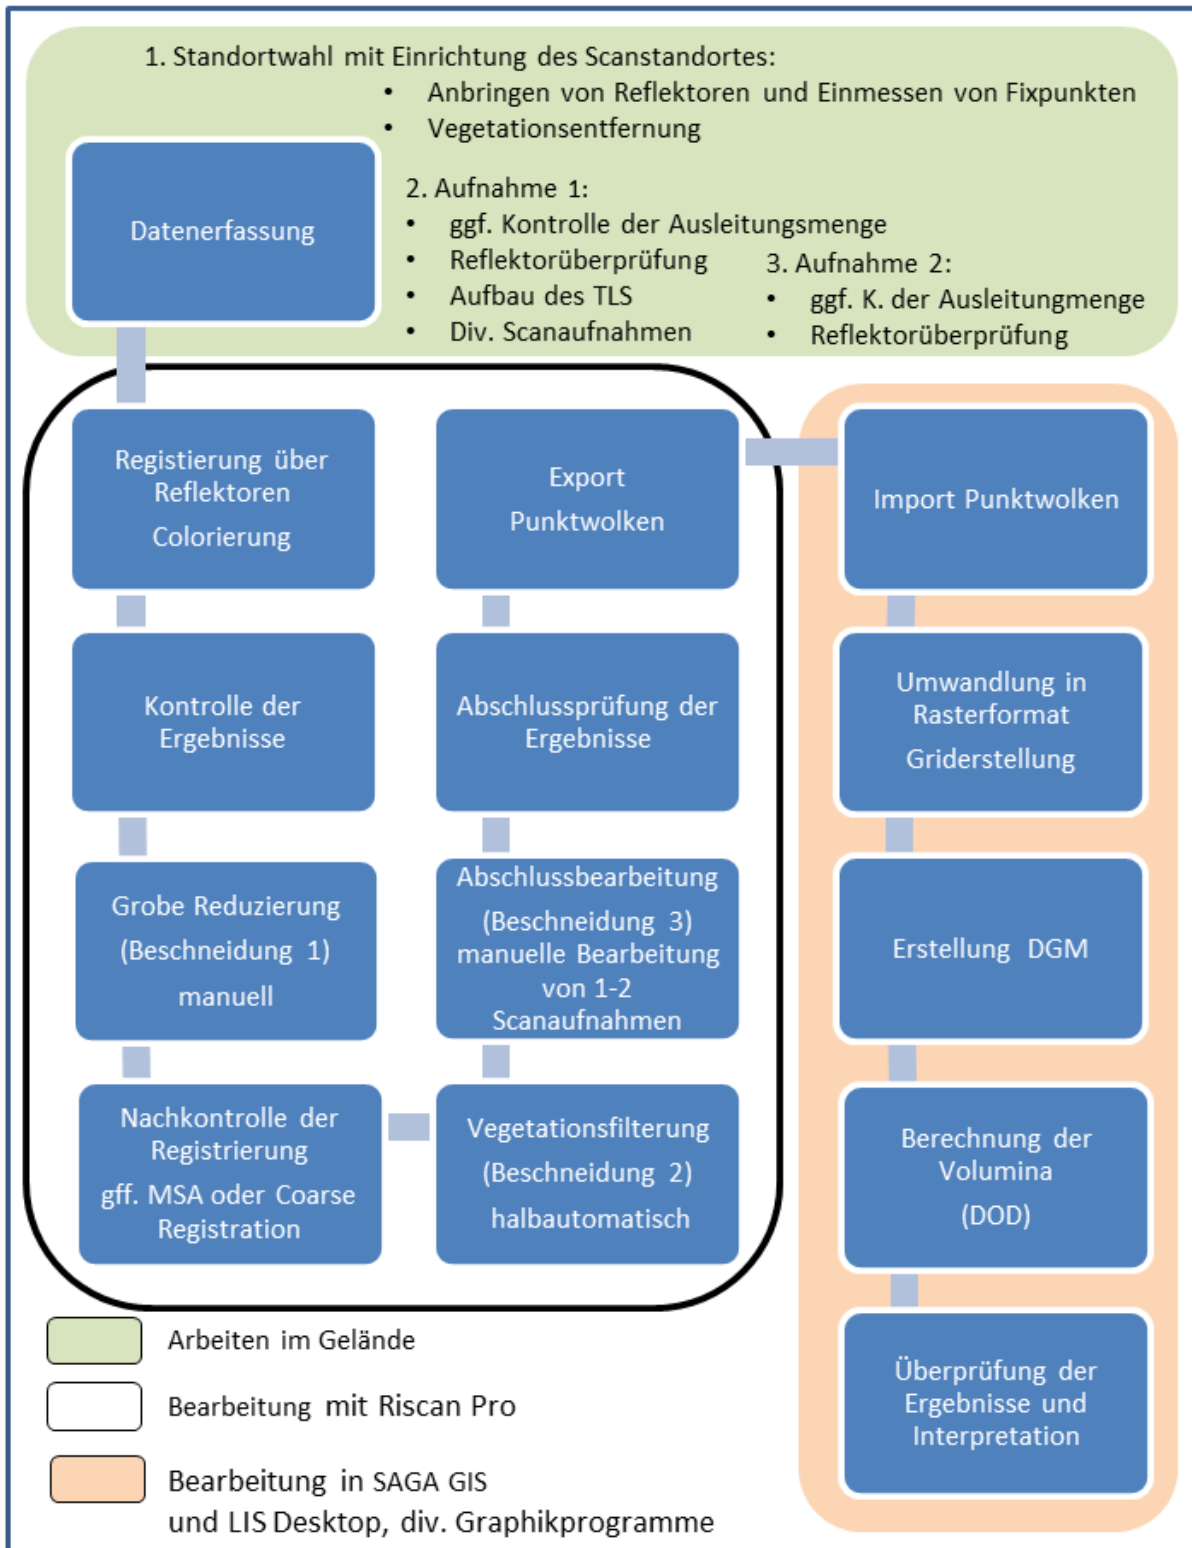 1. Standortwahl mit Einrichtung des Scanstandortes:
• Anbringen von Reflektoren und Einmessen von Fixpunkten
• Vegetationsentfernung
Datenerfassung
2. Aufnahme 1:
• ggf. Kontrolle der Ausleitungsmenge
• Reflektorüberprüfung
• Aufbau des TLS
• Div. Scanaufnahmen
3. Aufnahme 2:
• ggf. K. der Ausleitungmenge
• Reflektorüberprüfung
Registierung über
Reflektoren
Colorierung
Kontrolle der
Ergebnisse
Grobe Reduzierung
(Beschneidung 1)
manuell
Nachkontrolle der
Registrierung
gff. MSA oder Coarse
Registration
Vegetationsfilterung
(Beschneidung 2)
halbautomatisch
Abschlussbearbeitung
(Beschneidung 3)
manuelle Bearbeitung
von 1-2
Scanaufnahmen
Abschlussprüfung der
Ergebnisse
Export
Punktwolken
Import Punktwolken
Umwandlung in
Rasterformat
Griderstellung
Erstellung DGM
Berechnung der
Volumina
(DOD)
Überprüfung der
Ergebnisse und
Interpretation
Arbeiten im Gelände
Bearbeitung mit Riscan Pro
Bearbeitung in SAGA GIS
und LIS Desktop, div. Graphikprogramme